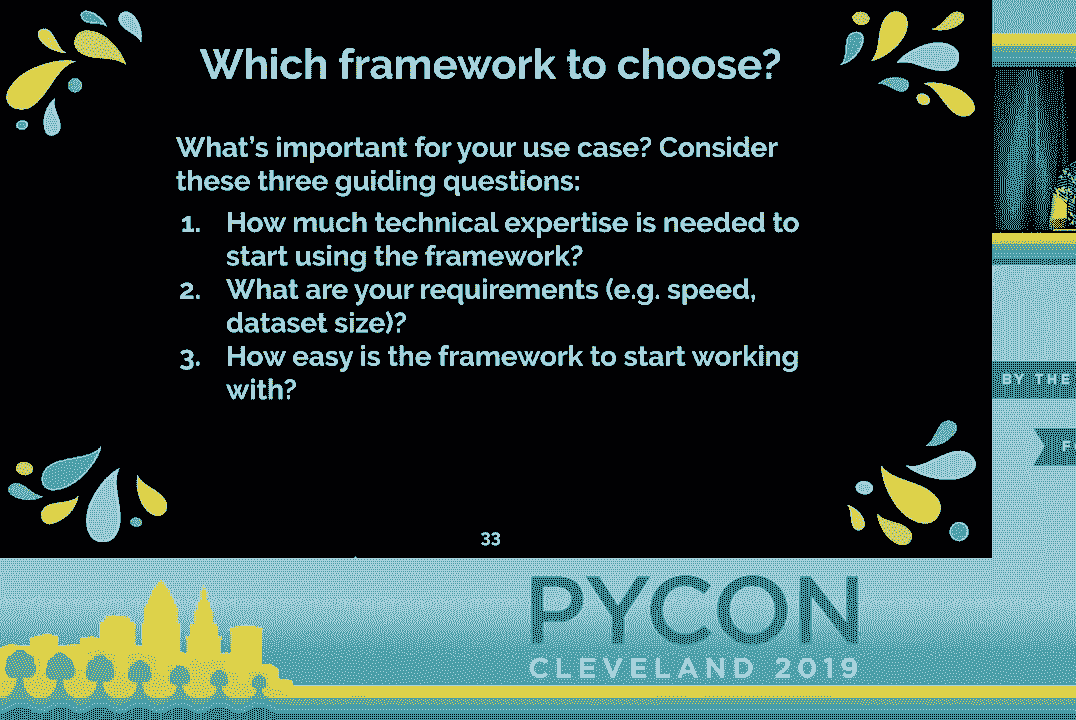 Which framework to choose?
What's important for your use case? Consider
these three guiding questions:
1. How much technical expertise is needed to
start using the framework?
2. What are your requirements (e.g. speed,
dataset size)?
3. How easy is the framework to start working
with?
33
BY THE
PYCON
CLEVELAND 2019